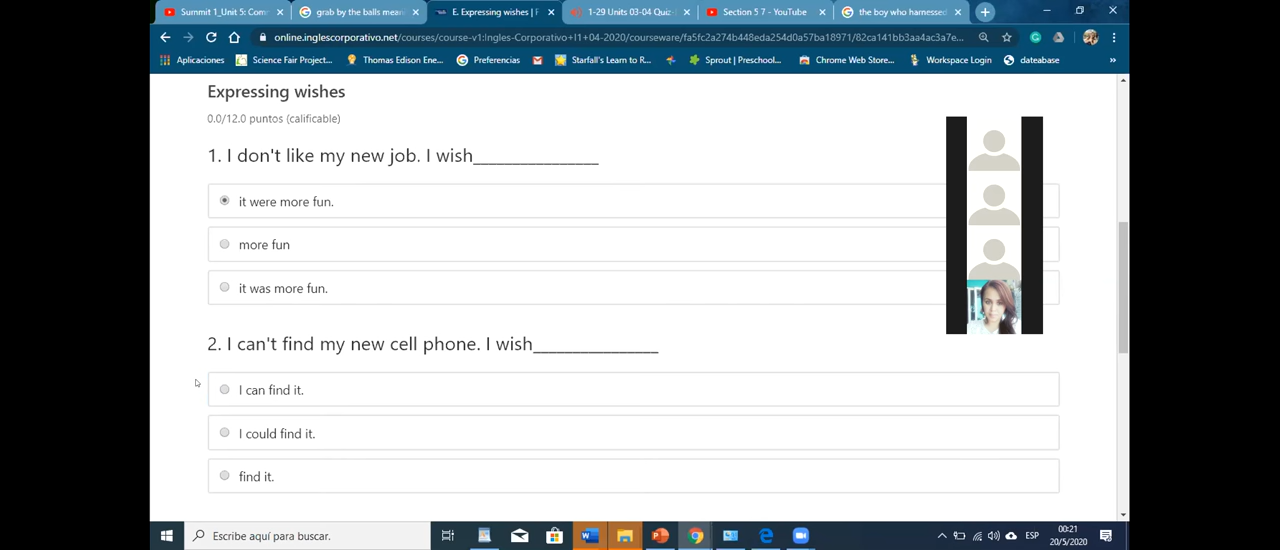 Summit 1_Unit 5: Com
grab by the balls mean
E. Expressing wishes | F
1-29 Units 03-04 Quiz-
Section 5 7 - YouTube
the boy who harnessed
online.inglescorporativo.net/courses/course-v1:Ingles-Corporativo+I1+04-2020/courseware/fa5fc2a274b448eda254d0a57ba18971/82ca141bb3aa4ac3a7e...
Aplicaciones
Science Fair Project...
Thomas Edison Ene...
Preferencias
Starfall's Learn to R...
Sprout | Preschool...
Chrome Web Store...
Workspace Login
dateabase
»
Expressing wishes
0.0/12.0 puntos (calificable)
1. I don't like my new job. I wish________________
it were more fun.
more fun
it was more fun.
2. I can't find my new cell phone. I wish________________
I can find it.
I could find it.
find it.
Escribe aquí para buscar.
ESP
00:21
20/5/2020